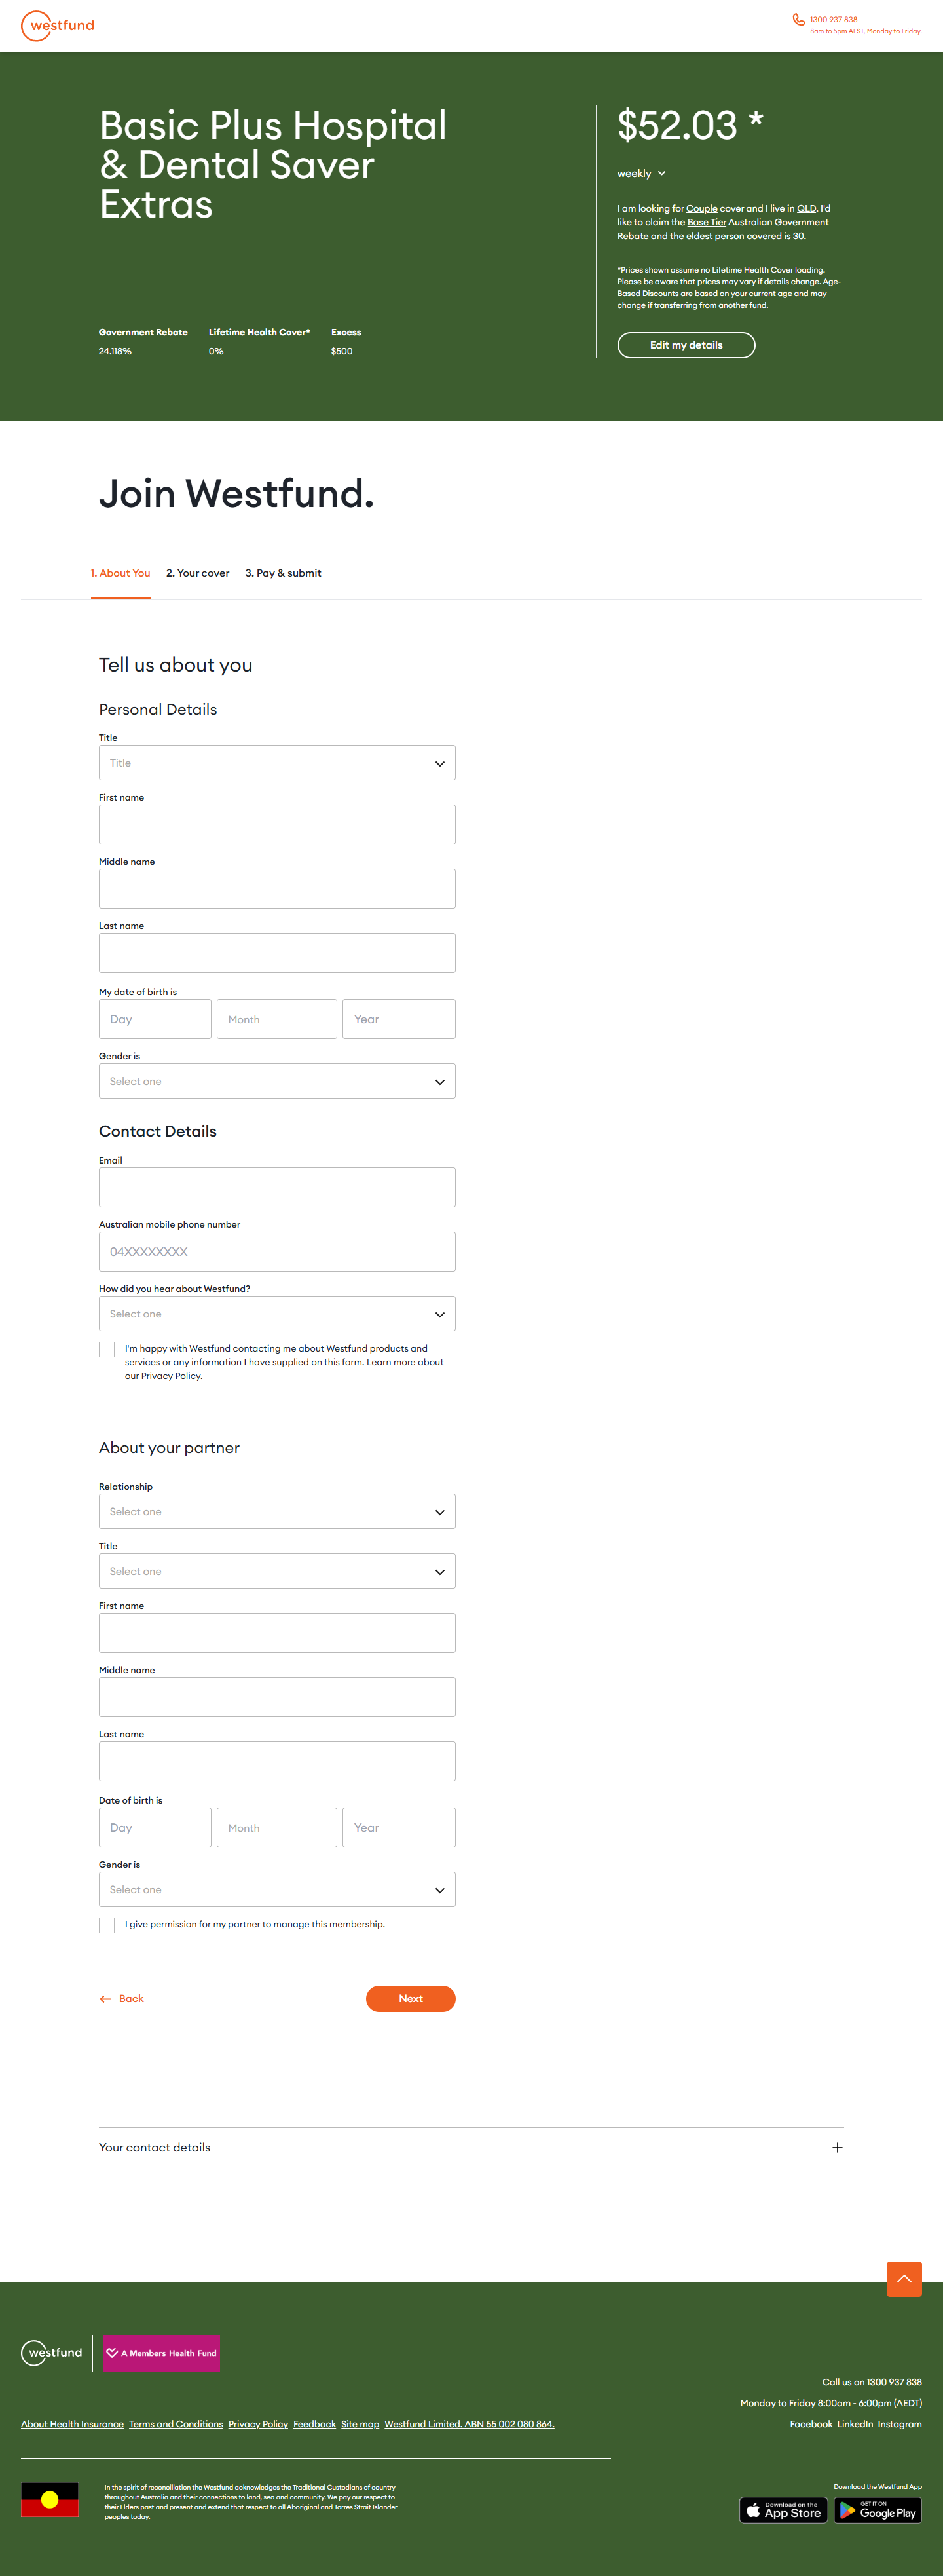 westfund
1300 937 838
8am to 5pm AEST, Monday to Friday.
Basic Plus Hospital
& Dental Saver
Extras
Government Rebate
24.118%
Lifetime Health Cover*
0%
Excess
$500
$52.03 *
weekly
I am looking for Couple cover and I live in QLD. I'd
like to claim the Base Tier Australian Government
Rebate and the eldest person covered is 30.
*Prices shown assume no Lifetime Health Cover loading.
Please be aware that prices may vary if details change. Age-
Based Discounts are based on your current age and may
change if transferring from another fund.
Edit my details
Join Westfund.
1. About You
2. Your cover
3. Pay & submit
Tell us about you
Personal Details
Title
Title
First name
Middle name
Last name
My date of birth is
Day
Month
Year
Gender is
Select one
Contact Details
Email
Australian mobile phone number
04XXXXXXXX
How did you hear about Westfund?
Select one
I'm happy with Westfund contacting me about Westfund products and
services or any information I have supplied on this form. Learn more about
our Privacy Policy.
About your partner
Relationship
Select one
Title
Select one
First name
Middle name
Last name
Date of birth is
Day
Month
Year
Gender is
Select one
I give permission for my partner to manage this membership.
Back
Next
Your contact details
westfund
A Members Health Fund
Call us on 1300 937 838
Monday to Friday 8:00am - 6:00pm (AEDT)
About Health Insurance Terms and Conditions Privacy Policy Feedback Site map Westfund Limited. ABN 55 002 080 864.
Facebook LinkedIn Instagram
In the spirit of reconciliation the Westfund acknowledges the Traditional Custodians of country
throughout Australia and their connections to land, sea and community. We pay our respect to
their Elders past and present and extend that respect to all Aboriginal and Torres Strait Islander
peoples today.
Download the Westfund App
Download on the
App Store
GET IT ON
Google Play